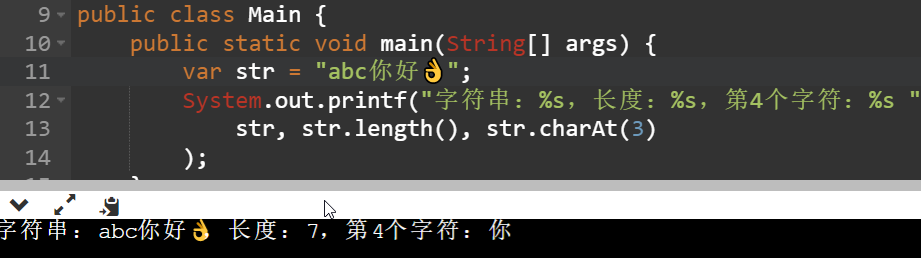 9 public class Main {
10 public static void main(String[] args) {
11 var str = "abc你好👌";
12 System.out.printf("字符串：%s，长度：%s，第4个字符：%s "
13 str, str.length(), str.charAt(3)
14 );
字符串：abc你好👌 长度：7，第4个字符：你